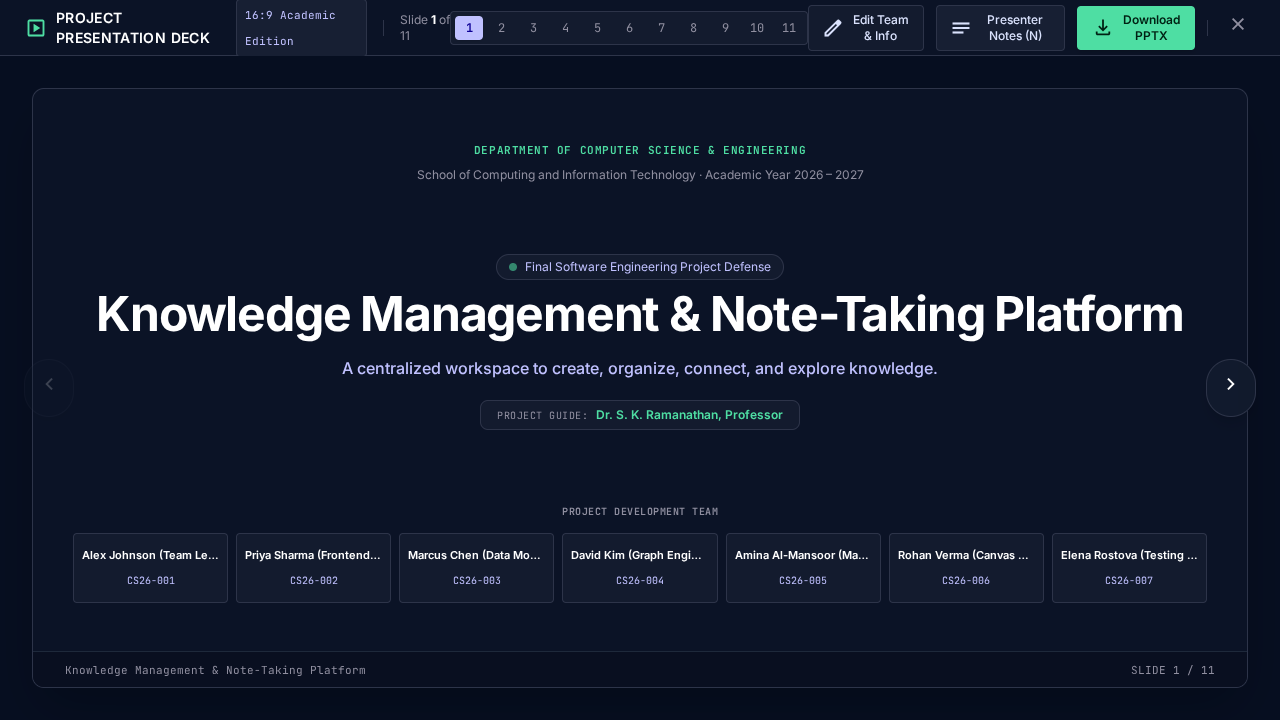 PROJECT
PRESENTATION DECK
16:9 Academic
Edition
Slide 1 of
11
1 2 3 4 5 6 7 8 9 10 11
Edit Team
& Info
Presenter
Notes (N)
Download
PPTX
DEPARTMENT OF COMPUTER SCIENCE & ENGINEERING
School of Computing and Information Technology · Academic Year 2026 – 2027
Final Software Engineering Project Defense
Knowledge Management & Note-Taking Platform
A centralized workspace to create, organize, connect, and explore knowledge.
PROJECT GUIDE: Dr. S. K. Ramanathan, Professor
PROJECT DEVELOPMENT TEAM
Alex Johnson (Team Le...
CS26-001
Priya Sharma (Frontend...
CS26-002
Marcus Chen (Data Mo...
CS26-003
David Kim (Graph Engi...
CS26-004
Amina Al-Mansoor (Ma...
CS26-005
Rohan Verma (Canvas ...
CS26-006
Elena Rostova (Testing ...
CS26-007
Knowledge Management & Note-Taking Platform
SLIDE 1 / 11